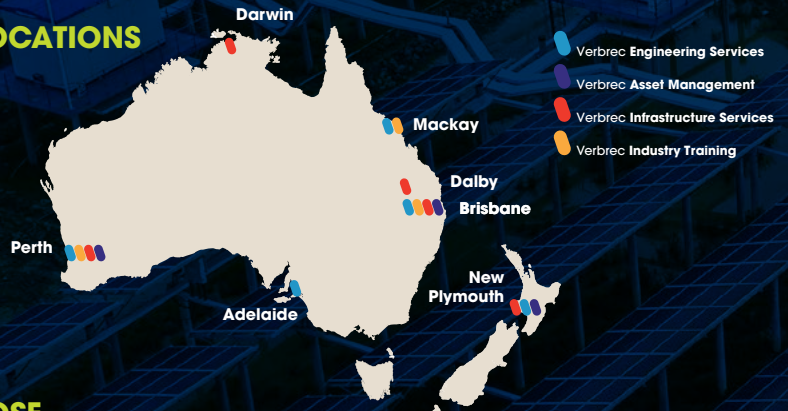 OCATIONS
Darwin
Verbrec Engineering Services
Verbrec Asset Management
Verbrec Infrastructure Services
Verbrec Industry Training
Mackay
Dalby
Brisbane
Perth
New
Plymouth
Adelaide